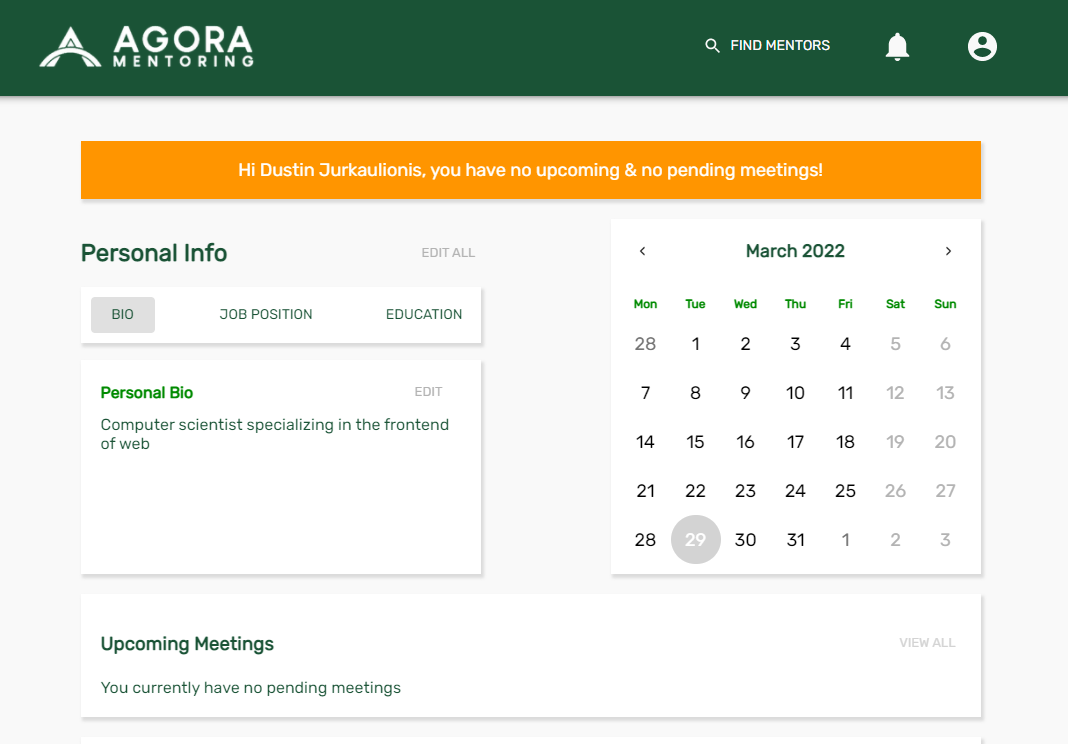 AGORA
MENTORING
FIND MENTORS
Hi Dustin Jurkaulionis, you have no upcoming & no pending meetings!
Personal Info
EDIT ALL
BIO
JOB POSITION
EDUCATION
Personal Bio
EDIT
Computer scientist specializing in the frontend
of web
March 2022
Mon Tue Wed Thu Fri Sat Sun
28 1 2 3 4 5 6
7 8 9 10 11 12 13
14 15 16 17 18 19 20
21 22 23 24 25 26 27
28 29 30 31 1 2 3
Upcoming Meetings
VIEW ALL
You currently have no pending meetings